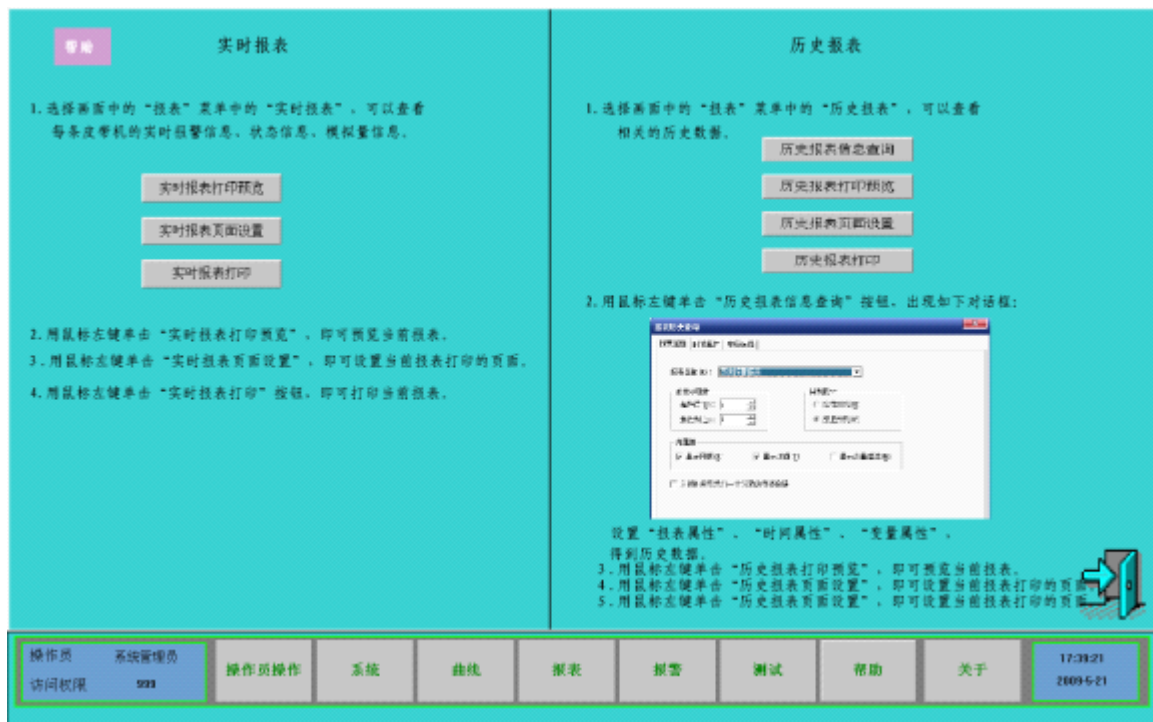 帮助
实时报表
1.选择画面中的“报表”菜单中的“实时报表”，可以查看
每条皮带机的实时报警信息、状态信息、模拟量信息。
实时报表打印预览
实时报表页面设置
实时报表打印
2.用鼠标左键单击“实时报表打印预览”，即可预览当前报表。
3.用鼠标左键单击“实时报表页面设置”，即可设置当前报表打印的页面。
4.用鼠标左键单击“实时报表打印”按钮，即可打印当前报表。
历史报表
1.选择画面中的“报表”菜单中的“历史报表”，可以查看
相关的历史数据。
历史报表信息查询
历史报表打印预览
历史报表页面设置
历史报表打印
2.用鼠标左键单击“历史报表信息查询”按钮，出现如下对话框：
设置“报表属性”、“时间属性”、“变量属性”，
得到历史数据。
3.用鼠标左键单击“历史报表打印预览”，即可预览当前报表。
4.用鼠标左键单击“历史报表页面设置”，即可设置当前报表打印的页面
5.用鼠标左键单击“历史报表页面设置”，即可设置当前报表打印的页面
操作员 系统管理员
访问权限 999
操作员操作
系统
曲线
报表
报警
测试
帮助
关于
17:39:21
2009-5-21